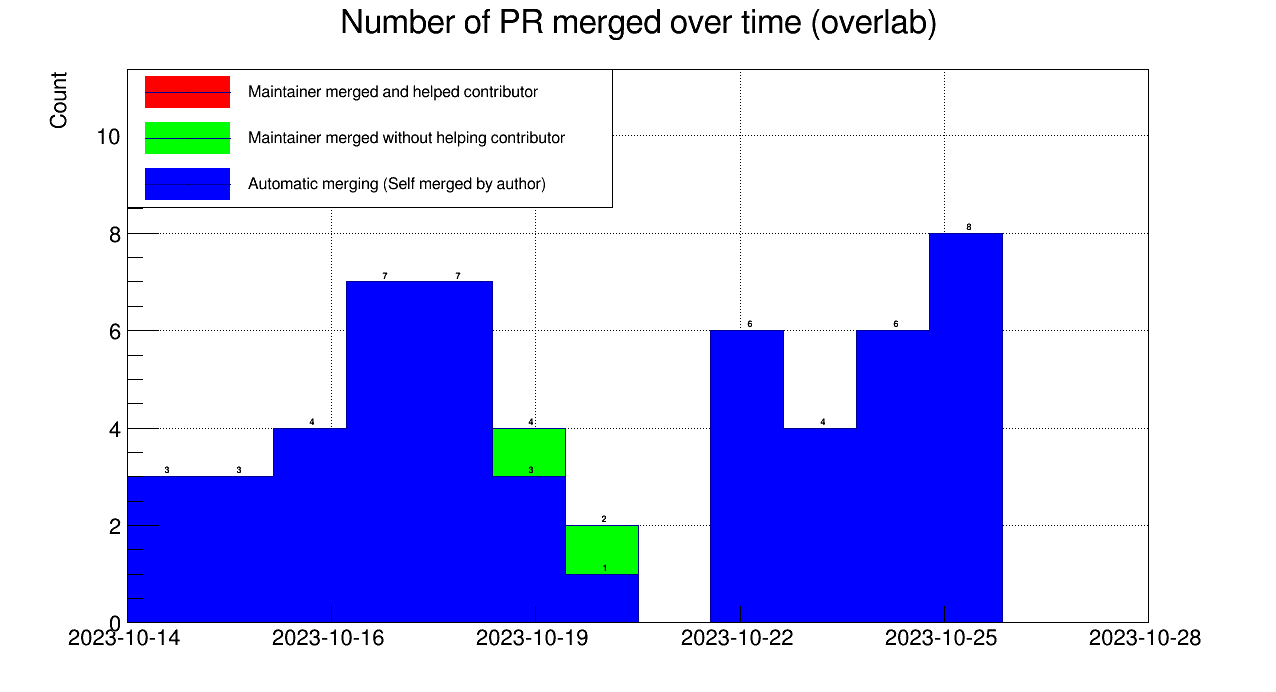 Number of PR merged over time (overlab)
Count
Maintainer merged and helped contributor
Maintainer merged without helping contributor
Automatic merging (Self merged by author)
10
8
6
4
2
0
3 3 4 7 7 4 3 2 1 6 4 6 8
2023-10-14 2023-10-16 2023-10-19 2023-10-22 2023-10-25 2023-10-28